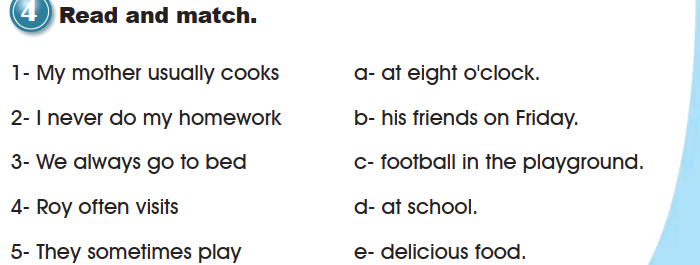 4 Read and match.
1- My mother usually cooks a- at eight o'clock.
2- I never do my homework b- his friends on Friday.
3- We always go to bed c- football in the playground.
4- Roy often visits d- at school.
5- They sometimes play e- delicious food.